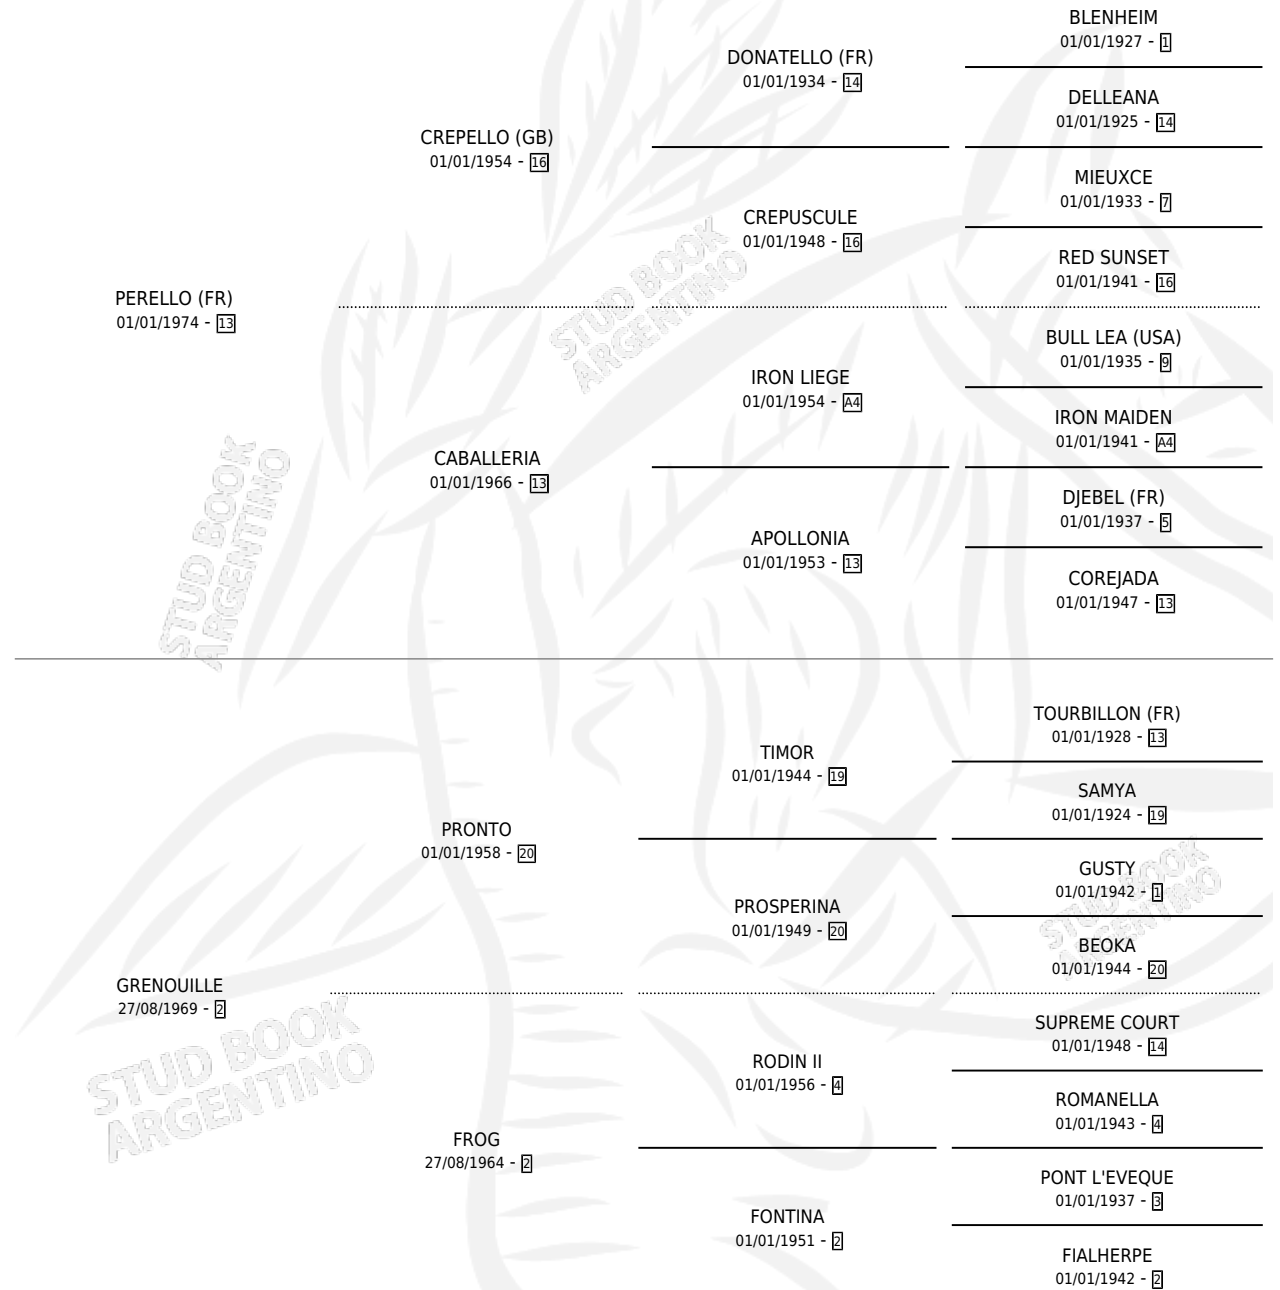 BLENHEIM
01/01/1927 - 1
DONATELLO (FR)
01/01/1934 - 14
DELLEANA
01/01/1925 - 14
CREPELLO (GB)
01/01/1954 - 16
MIEUXCE
01/01/1933 - 7
CREPUSCULE
01/01/1948 - 16
RED SUNSET
01/01/1941 - 16
PERELLO (FR)
01/01/1974 - 13
STUD BOOK
ARGENTINO
BULL LEA (USA)
01/01/1935 - 9
IRON LIEGE
01/01/1954 - A4
IRON MAIDEN
01/01/1941 - A4
CABALLERIA
01/01/1966 - 13
DJEBEL (FR)
01/01/1937 - 5
APOLLONIA
01/01/1953 - 13
COREJADA
01/01/1947 - 13
STUD BOOK
ARGENTINO
TOURBILLON (FR)
01/01/1928 - 13
TIMOR
01/01/1944 - 19
SAMYA
01/01/1924 - 19
PRONTO
01/01/1958 - 20
GUSTY
01/01/1942 - 1
PROSPERINA
01/01/1949 - 20
BEOKA
01/01/1944 - 20
STUD BOOK
ARGENTINO
GRENOUILLE
27/08/1969 - 2
SUPREME COURT
01/01/1948 - 14
RODIN II
01/01/1956 - 4
ROMANELLA
01/01/1943 - 4
STUD BOOK
ARGENTINO
FROG
27/08/1964 - 2
PONT L'EVEQUE
01/01/1937 - 3
FONTINA
01/01/1951 - 2
FIALHERPE
01/01/1942 - 2